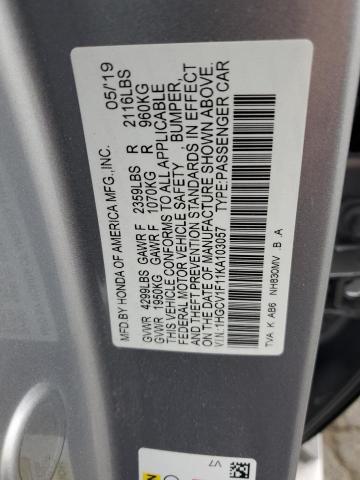 MFD.BY HONDA OF AMERICA MFG.,INC. 05/19
GVWR 4299LBS GAWR F 2359LBS R 2116LBS
GVWR 1950KG GAWR F 1070KG R 960KG
THIS VEHICLE CONFORMS TO ALL APPLICABLE
FEDERAL MOTOR VEHICLE SAFETY, BUMPER,
AND THEFT PREVENTION STANDARDS IN EFFECT
ON THE DATE OF MANUFACTURE SHOWN ABOVE.
V.I.N.:1HGCV1F11KA103057 TYPE:PASSENGER CAR
TVA K AB6 NH830MV .B .A
V7